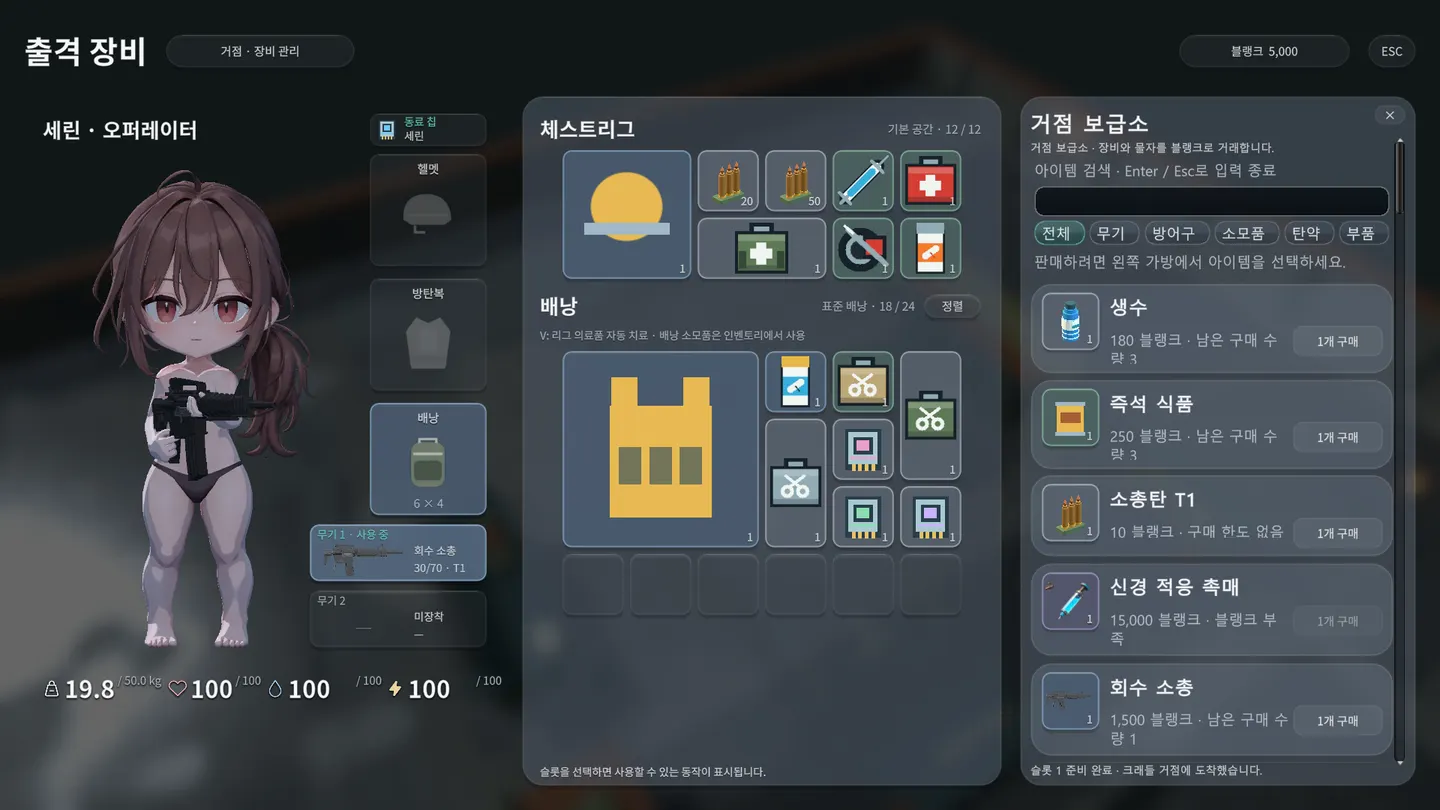 출격 장비
거점 · 장비 관리
블랭크 5,000
ESC
세린 · 오퍼레이터
동료 칩
세린
헬멧
방탄복
배낭
6 × 4
무기 1 · 사용 중
회수 소총
30/70 · T1
무기 2
미장착
—
19.8 / 50.0 kg
100 / 100
100 / 100
100 / 100
체스트리그
기본 공간 · 12 / 12
1
20
50
1
1
1
1
1
배낭
표준 배낭 · 18 / 24
정렬
V: 리그 의료품 자동 치료 · 배낭 소모품은 인벤토리에서 사용
1
1
1
1
1
1
1
1
슬롯을 선택하면 사용할 수 있는 동작이 표시됩니다.
거점 보급소
×
거점 보급소 · 장비와 물자를 블랭크로 거래합니다.
아이템 검색 · Enter / Esc로 입력 종료
전체
무기
방어구
소모품
탄약
부품
판매하려면 왼쪽 가방에서 아이템을 선택하세요.
1
생수
180 블랭크 · 남은 구매 수
량 3
1개 구매
1
즉석 식품
250 블랭크 · 남은 구매 수
량 3
1개 구매
1
소총탄 T1
10 블랭크 · 구매 한도 없음
1개 구매
1
신경 적응 촉매
15,000 블랭크 · 블랭크 부
족
1개 구매
1
회수 소총
1,500 블랭크 · 남은 구매 수
량 1
1개 구매
슬롯 1 준비 완료 · 크래들 거점에 도착했습니다.